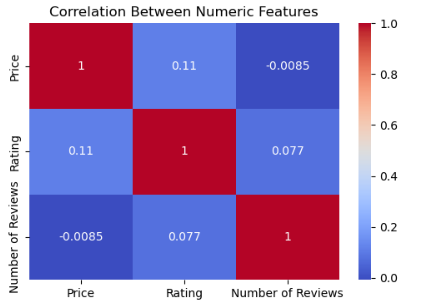 Correlation Between Numeric Features
Price
1
0.11
-0.0085
Rating
0.11
1
0.077
Number of Reviews
-0.0085
0.077
1
Price
Rating
Number of Reviews
1.0
0.8
0.6
0.4
0.2
0.0